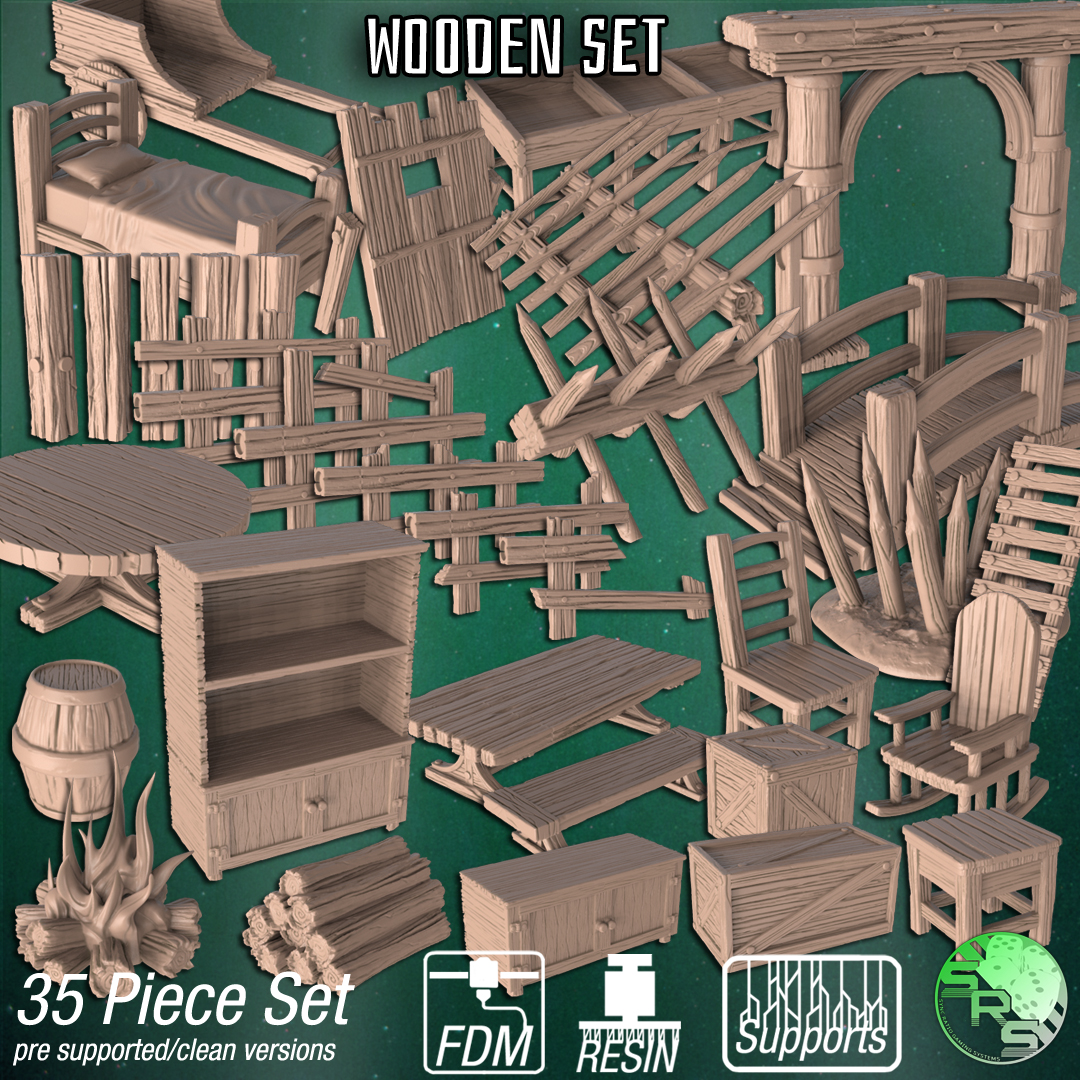 WOODEN SET
35 Piece Set
pre supported/clean versions
FDM
RESIN
Supports
SRS